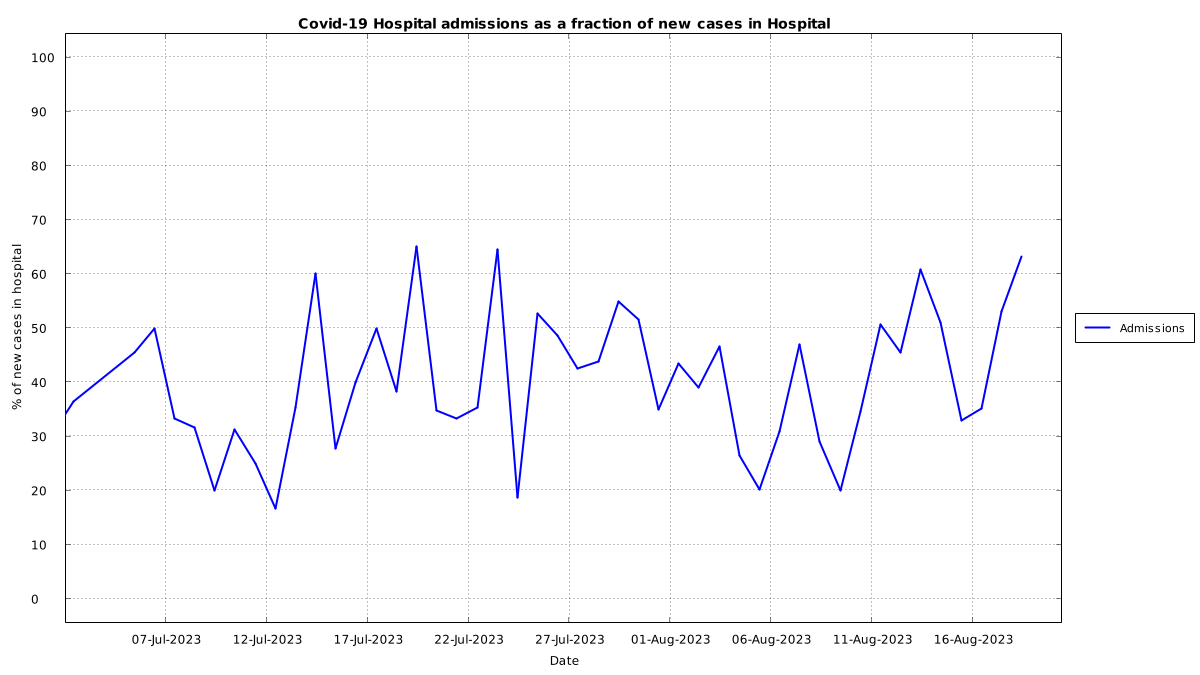 Covid-19 Hospital admissions as a fraction of new cases in Hospital
100
90
80
70
60
50
40
30
20
10
0
% of new cases in hospital
07-Jul-2023 12-Jul-2023 17-Jul-2023 22-Jul-2023 27-Jul-2023 01-Aug-2023 06-Aug-2023 11-Aug-2023 16-Aug-2023
Date
Admissions